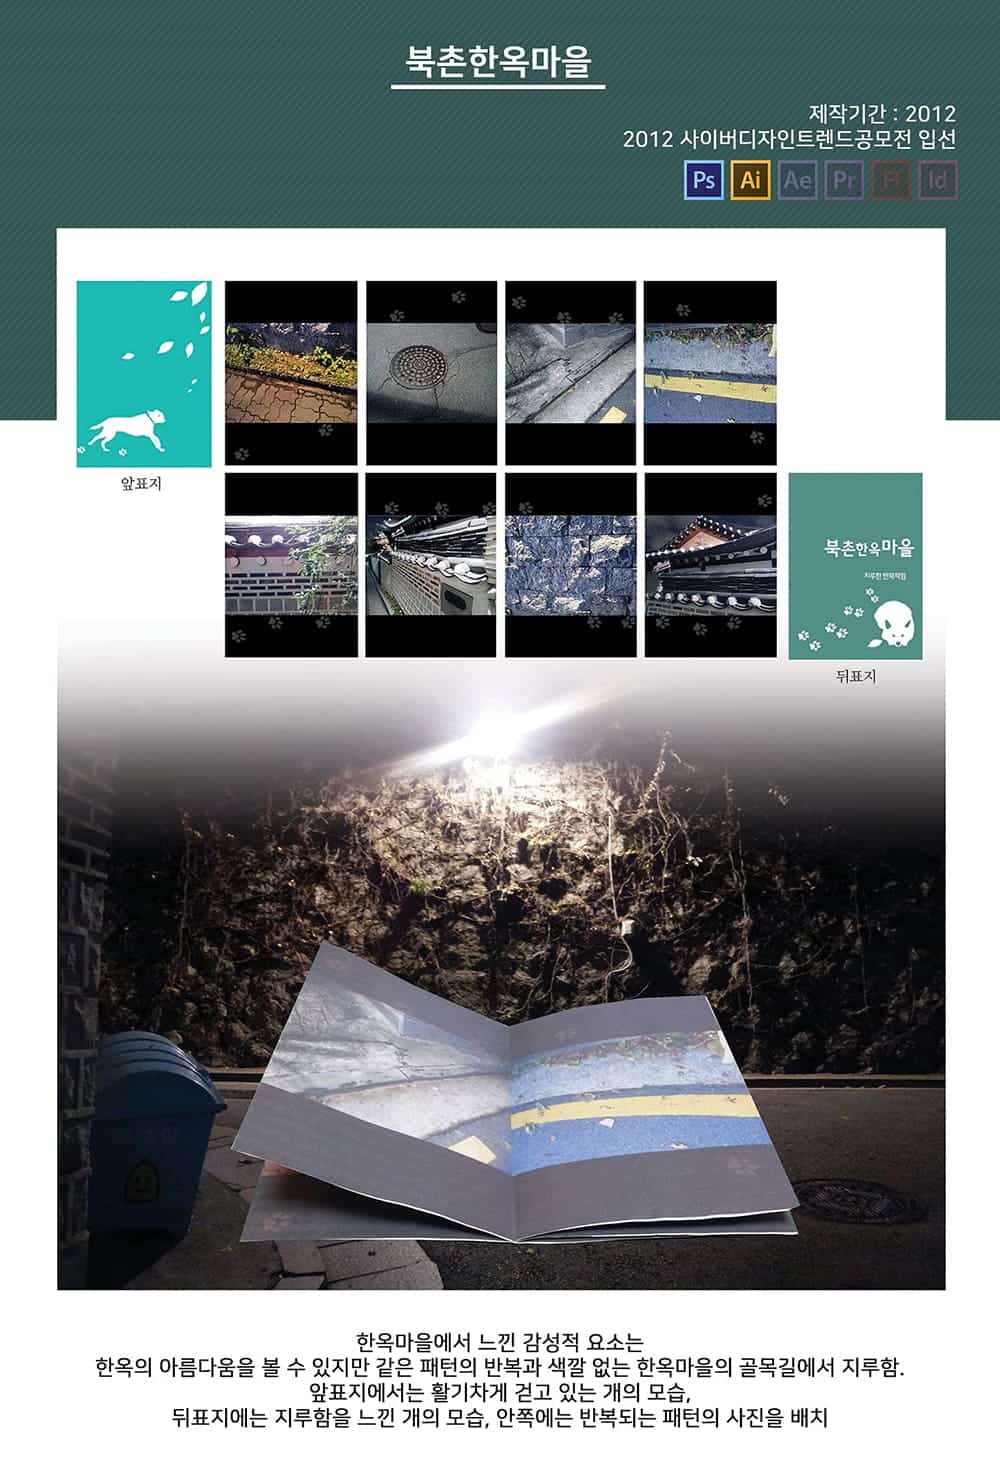 북촌한옥마을
제작기간 : 2012
2012 사이버디자인트렌드공모전 입선
Ps Ai Ae Pr Fl Id
앞표지
북촌한옥마을
지루한 반복적임
뒤표지
한옥마을에서 느낀 감성적 요소는
한옥의 아름다움을 볼 수 있지만 같은 패턴의 반복과 색깔 없는 한옥마을의 골목길에서 지루함.
앞표지에서는 활기차게 걷고 있는 개의 모습,
뒤표지에는 지루함을 느낀 개의 모습, 안쪽에는 반복되는 패턴의 사진을 배치